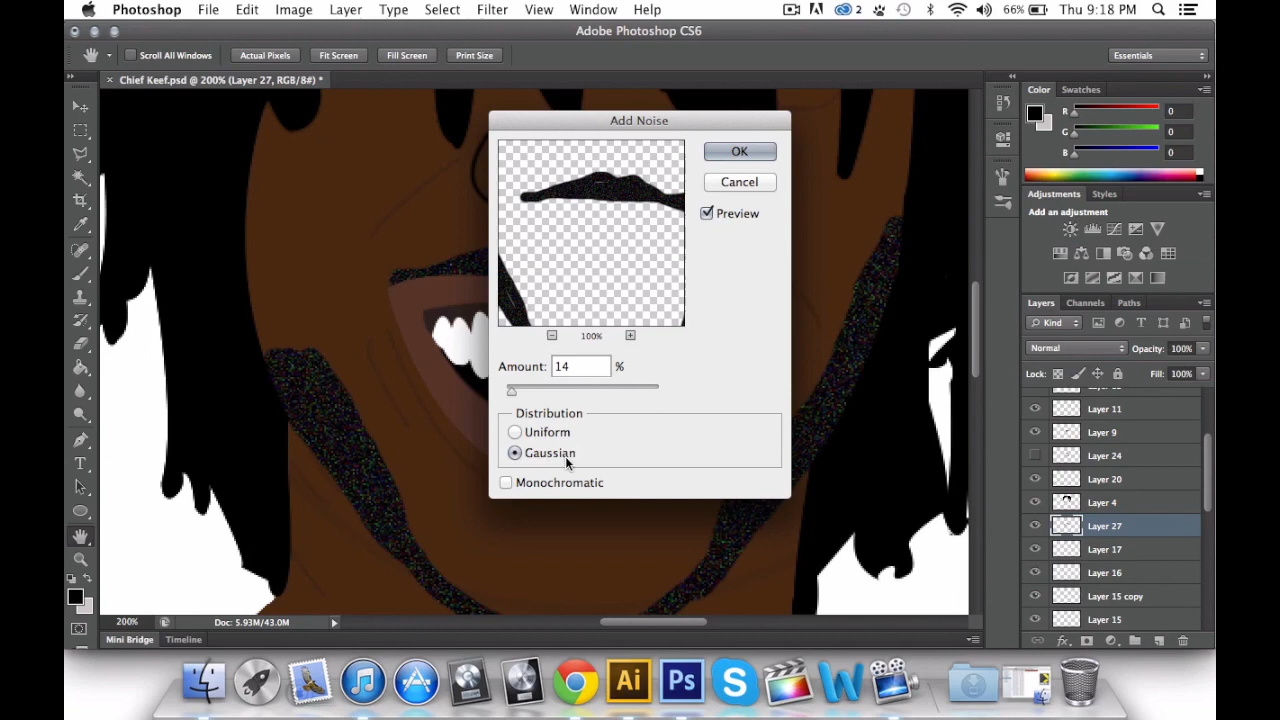 Photoshop File Edit Image Layer Type Select Filter View Window Help 2 66% Thu 9:18 PM
Adobe Photoshop CS6
Scroll All Windows Actual Pixels Fit Screen Fill Screen Print Size Essentials
Chief Keef.psd @ 200% (Layer 27, RGB/8#) *
Color Swatches
R 0
G 0
B 0
Adjustments Styles
Add an adjustment
Layers Channels Paths
Kind
Normal Opacity: 100%
Lock: Fill: 100%
Layer 11
Layer 9
Layer 24
Layer 20
Layer 4
Layer 27
Layer 17
Layer 16
Layer 15 copy
Layer 15
fx
Add Noise
OK
Cancel
Preview
100%
Amount: 14 %
Distribution
Uniform
Gaussian
Monochromatic
T
200% Doc: 5.93M/43.0M
Mini Bridge Timeline
Ai Ps S W